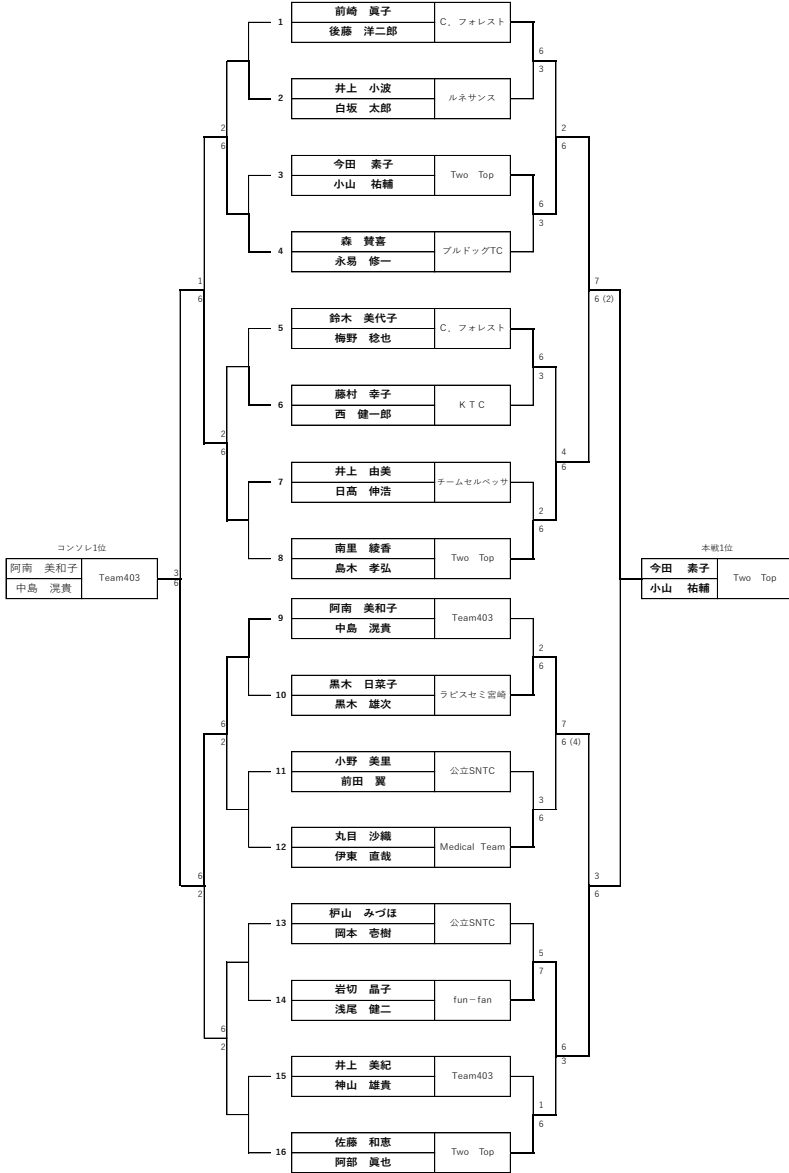 前崎 眞子
1
C．フォレスト
後藤 洋二郎
6
3
井上 小波
2
ルネサンス
白坂 太郎
2
6
2
6
今田 素子
3
Two Top
小山 祐輔
6
3
森 賛喜
4
ブルドッグTC
永易 修一
1
6
7
6 (2)
鈴木 美代子
5
C．フォレスト
梅野 稔也
6
3
藤村 幸子
6
ＫＴＣ
西 健一郎
2
6
4
6
井上 由美
7
チームセルベッサ
日高 伸浩
2
6
南里 綾香
8
Two Top
島木 孝弘
コンソレ1位
阿南 美和子
Team403
中島 滉貴
3
6
本戦1位
今田 素子
Two Top
小山 祐輔
阿南 美和子
9
Team403
中島 滉貴
2
6
黒木 日菜子
10
ラピスセミ宮崎
黒木 雄次
6
2
7
6 (4)
小野 美里
11
公立SNTC
前田 翼
3
6
丸目 沙織
12
Medical Team
伊東 直哉
6
2
3
6
枦山 みづほ
13
公立SNTC
岡本 壱樹
5
7
岩切 晶子
14
fun－fan
浅尾 健二
6
2
6
3
井上 美紀
15
Team403
神山 雄貴
1
6
佐藤 和恵
16
Two Top
阿部 眞也